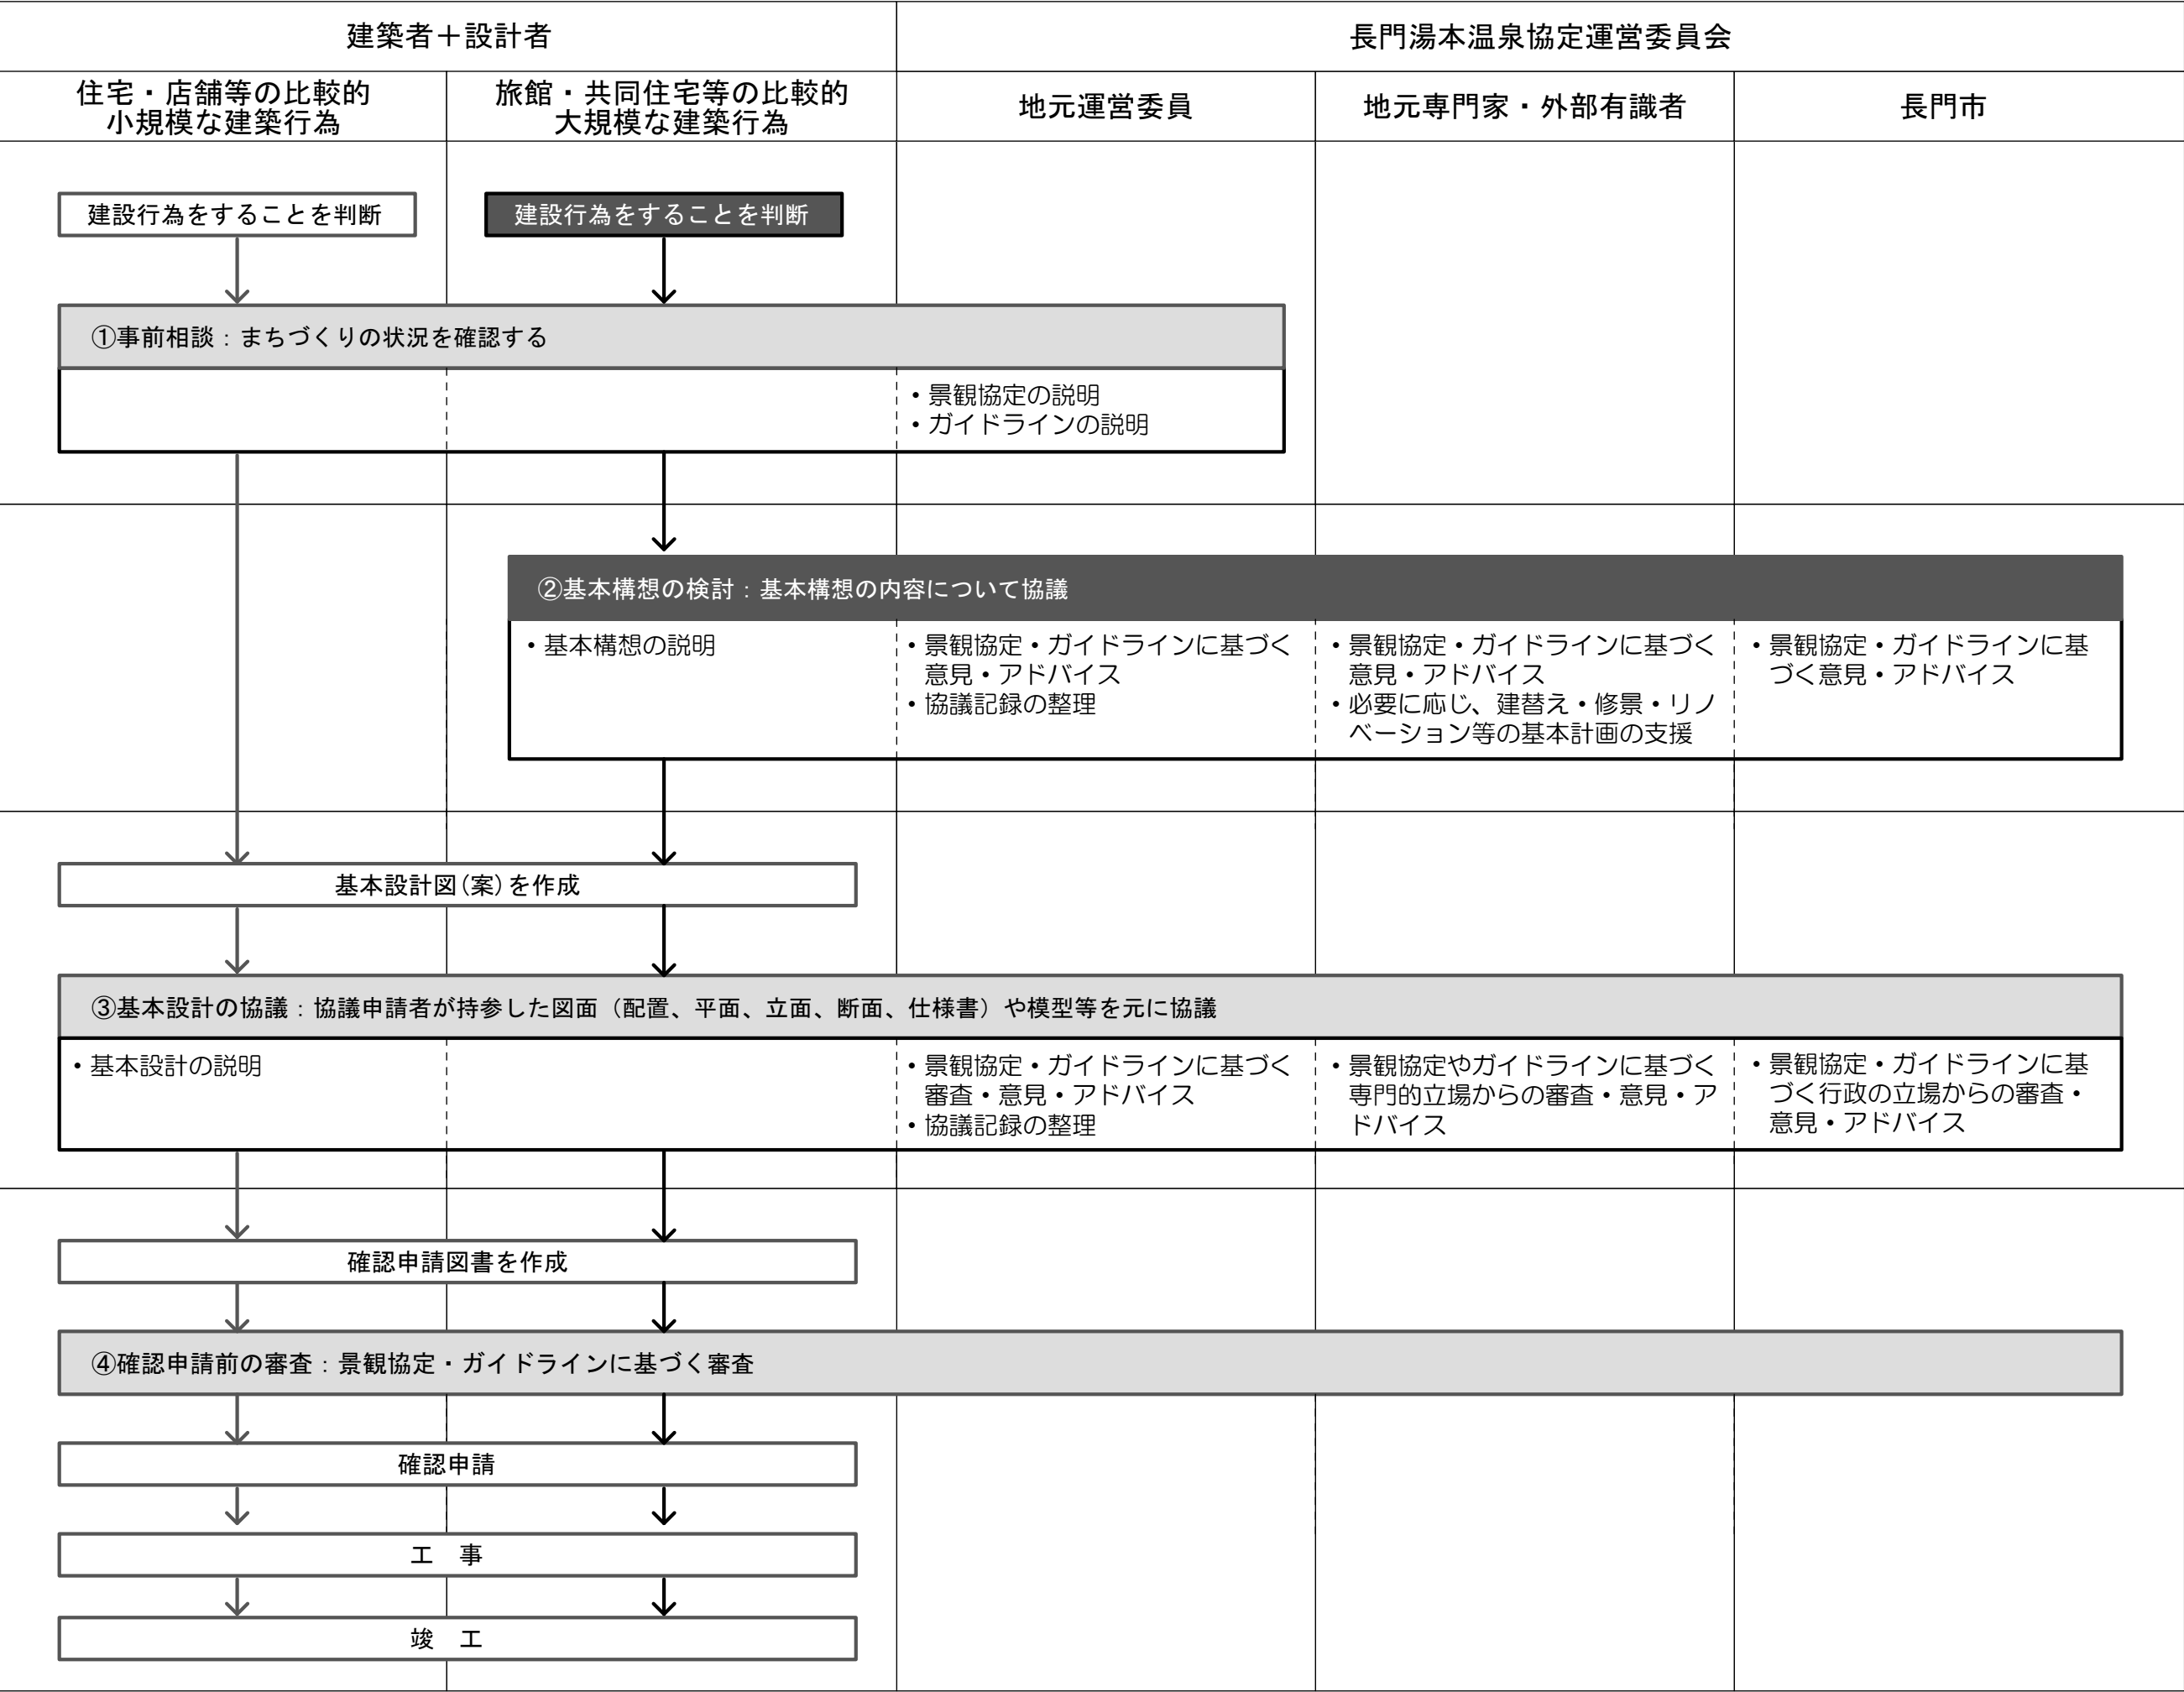 建築者＋設計者
長門湯本温泉協定運営委員会
住宅・店舗等の比較的
小規模な建築行為
旅館・共同住宅等の比較的
大規模な建築行為
地元運営委員
地元専門家・外部有識者
長門市
建設行為をすることを判断
建設行為をすることを判断
①事前相談：まちづくりの状況を確認する
・景観協定の説明
・ガイドラインの説明
②基本構想の検討：基本構想の内容について協議
・基本構想の説明
・景観協定・ガイドラインに基づく
意見・アドバイス
・協議記録の整理
・景観協定・ガイドラインに基づく
意見・アドバイス
・必要に応じ、建替え・修景・リノ
ベーション等の基本計画の支援
・景観協定・ガイドラインに基
づく意見・アドバイス
基本設計図(案)を作成
③基本設計の協議：協議申請者が持参した図面（配置、平面、立面、断面、仕様書）や模型等を元に協議
・基本設計の説明
・景観協定・ガイドラインに基づく
審査・意見・アドバイス
・協議記録の整理
・景観協定やガイドラインに基づく
専門的立場からの審査・意見・ア
ドバイス
・景観協定・ガイドラインに基
づく行政の立場からの審査・
意見・アドバイス
確認申請図書を作成
④確認申請前の審査：景観協定・ガイドラインに基づく審査
確認申請
工　事
竣　工